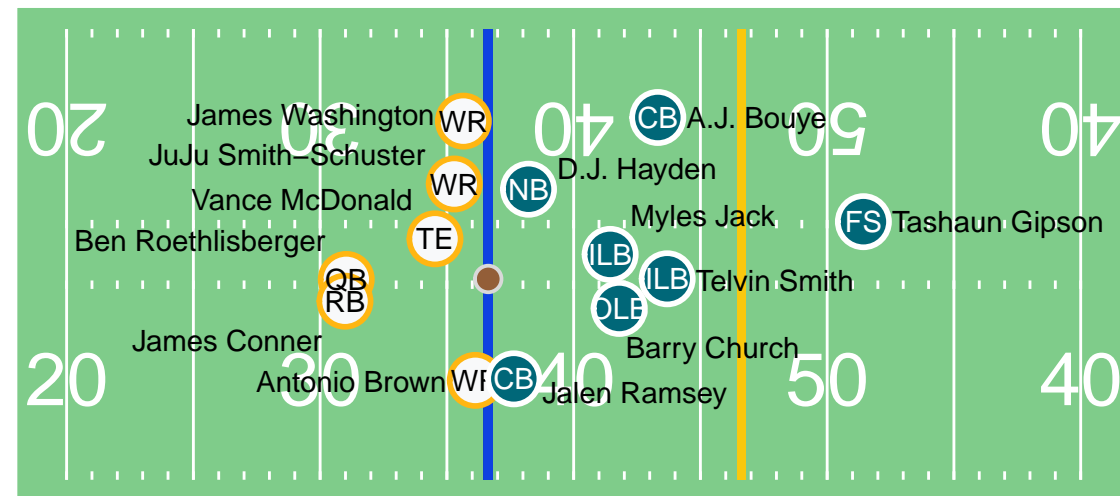 20 30 40 50 40
James Washington WR CB A.J. Bouye
JuJu Smith−Schuster WR NB D.J. Hayden
Vance McDonald TE Myles Jack ILB
FS Tashaun Gipson
Ben Roethlisberger QB ILB Telvin Smith
James Conner RB OLB Barry Church
Antonio Brown WR CB Jalen Ramsey
20 30 40 50 40